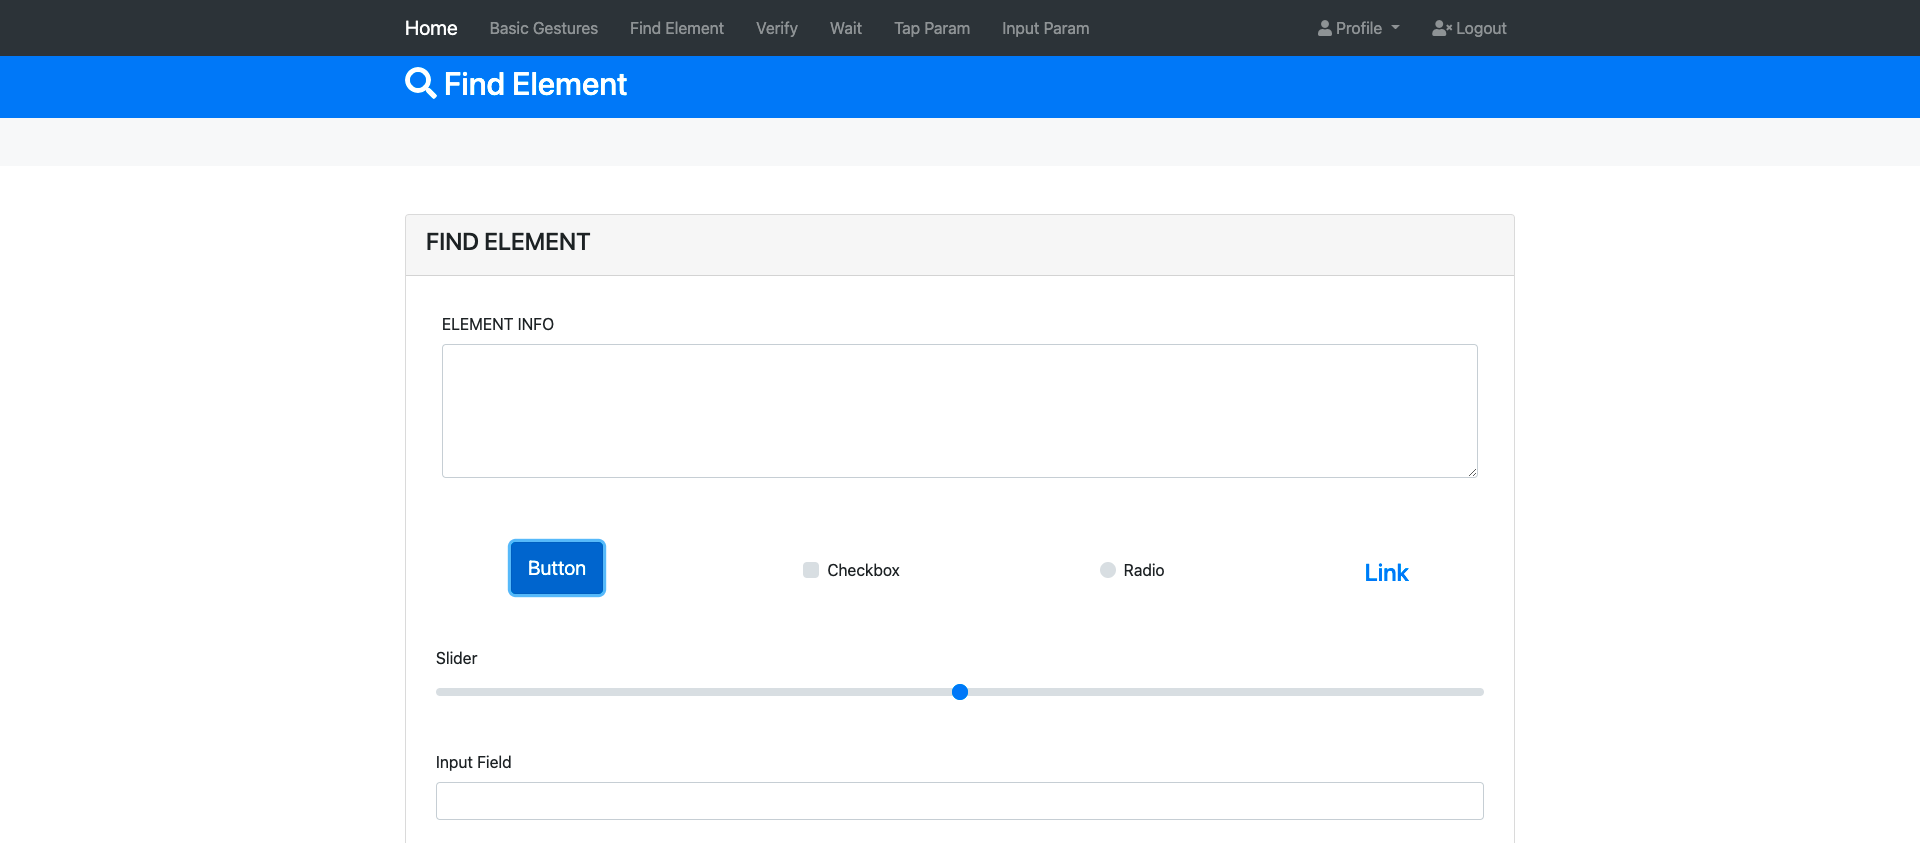 Home Basic Gestures Find Element Verify Wait Tap Param Input Param Profile Logout
Find Element
FIND ELEMENT
ELEMENT INFO
Button Checkbox Radio Link
Slider
Input Field